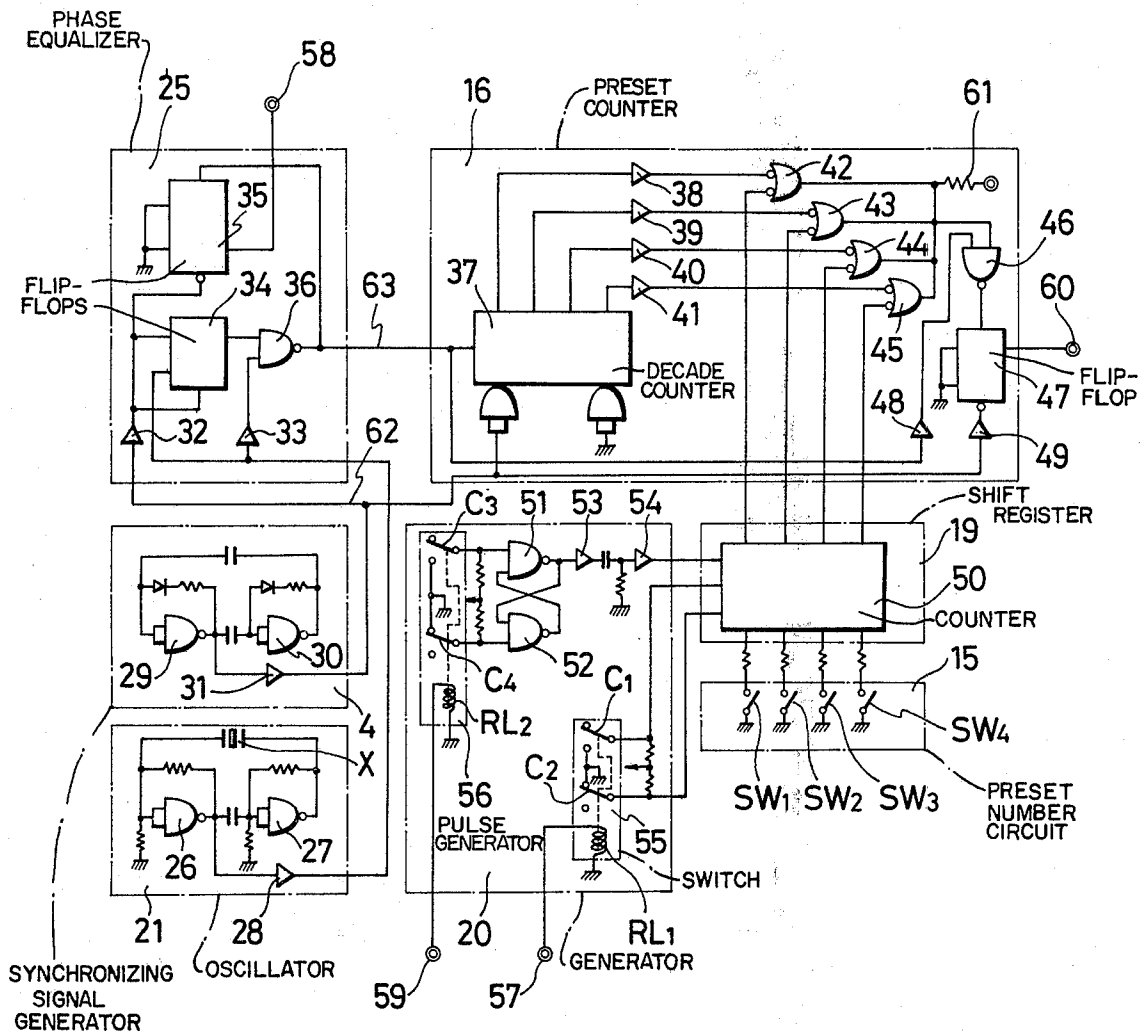 PHASE
EQUALIZER
25
58
16
PRESET
COUNTER
61
42
38
43
39
44
46
40
41
45
60
35
FLIP-
FLOPS
34
36
63
37
DECADE
COUNTER
FLIP-
FLOP
47
48
49
32
33
62
SHIFT
REGISTER
19
50
COUNTER
C3
51
53
54
52
C4
RL2
56
PULSE
GENERATOR
C1
C2
55
SWITCH
RL1
GENERATOR
20
59
57
15
SW1
SW2
SW3
SW4
PRESET
NUMBER
CIRCUIT
29
30
31
4
X
26
27
28
21
OSCILLATOR
SYNCHRONIZING
SIGNAL
GENERATOR